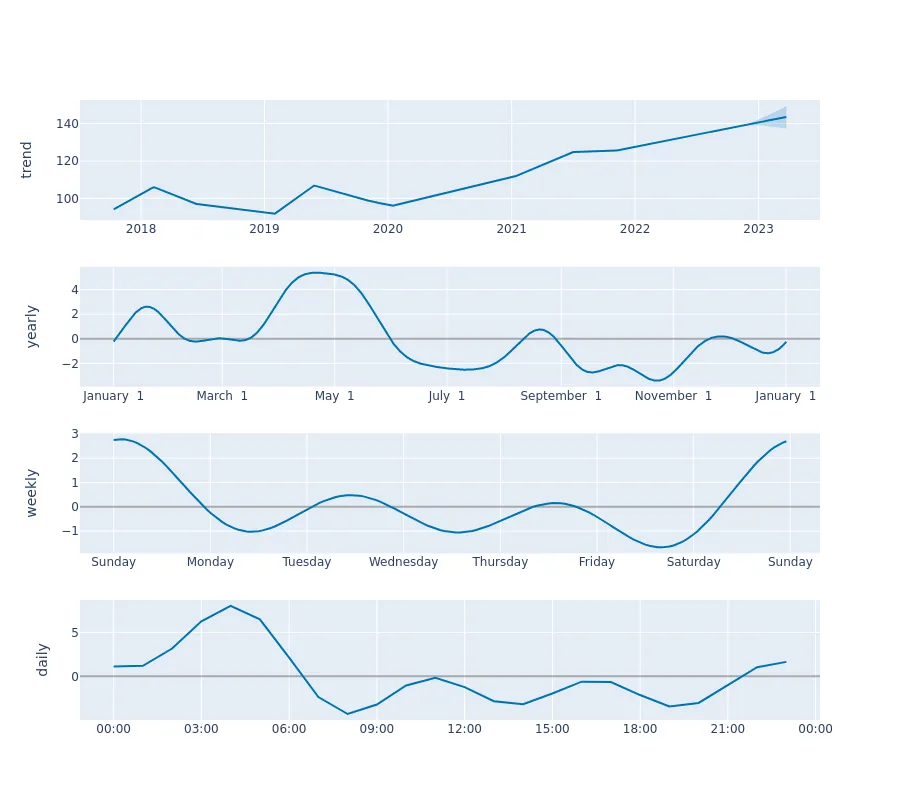 trend
140
120
100
2018 2019 2020 2021 2022 2023
yearly
4
2
0
−2
January 1 March 1 May 1 July 1 September 1 November 1 January 1
weekly
3
2
1
0
−1
Sunday Monday Tuesday Wednesday Thursday Friday Saturday Sunday
daily
5
0
00:00 03:00 06:00 09:00 12:00 15:00 18:00 21:00 00:00